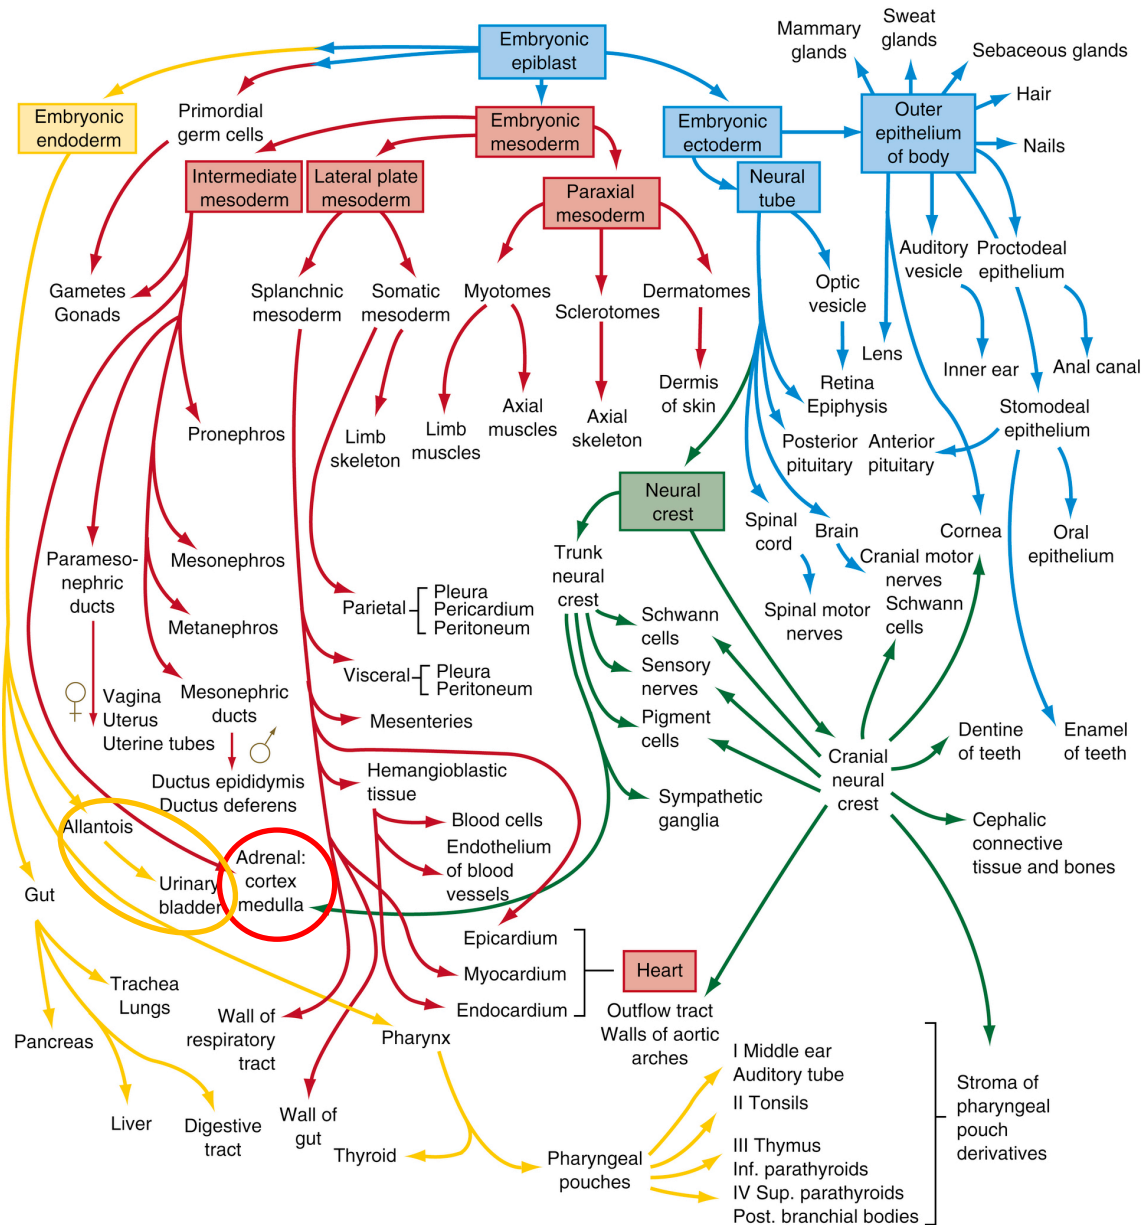 Embryonic
epiblast
Mammary
glands
Sweat
glands
Sebaceous glands
Hair
Nails
Embryonic
endoderm
Primordial
germ cells
Embryonic
mesoderm
Embryonic
ectoderm
Outer
epithelium
of body
Intermediate
mesoderm
Lateral plate
mesoderm
Paraxial
mesoderm
Neural
tube
Gametes
Gonads
Splanchnic
mesoderm
Somatic
mesoderm
Myotomes
Sclerotomes
Dermatomes
Optic
vesicle
Auditory
vesicle
Proctodeal
epithelium
Lens
Inner ear
Anal canal
Pronephros
Limb
skeleton
Limb
muscles
Axial
muscles
Axial
skeleton
Dermis
of skin
Retina
Epiphysis
Posterior
pituitary
Anterior
pituitary
Stomodeal
epithelium
Neural
crest
Spinal
cord
Brain
Cornea
Oral
epithelium
Cranial motor
nerves
Schwann
cells
Spinal motor
nerves
Parameso-
nephric
ducts
Mesonephros
Metanephros
Trunk
neural
crest
Parietal
Pleura
Pericardium
Peritoneum
Visceral
Pleura
Peritoneum
Mesenteries
Schwann
cells
Sensory
nerves
Pigment
cells
Vagina
Uterus
Uterine tubes
Mesonephric
ducts
Ductus epididymis
Ductus deferens
Hemangioblastic
tissue
Blood cells
Endothelium
of blood
vessels
Sympathetic
ganglia
Cranial
neural
crest
Dentine
of teeth
Enamel
of teeth
Cephalic
connective
tissue and bones
Allantois
Urinary
bladder
Adrenal:
cortex
medulla
Gut
Epicardium
Myocardium
Endocardium
Heart
Outflow tract
Walls of aortic
arches
Trachea
Lungs
Pancreas
Liver
Digestive
tract
Wall of
respiratory
tract
Wall of
gut
Pharynx
Thyroid
Pharyngeal
pouches
I Middle ear
Auditory tube
II Tonsils
III Thymus
Inf. parathyroids
IV Sup. parathyroids
Post. branchial bodies
Stroma of
pharyngeal
pouch
derivatives